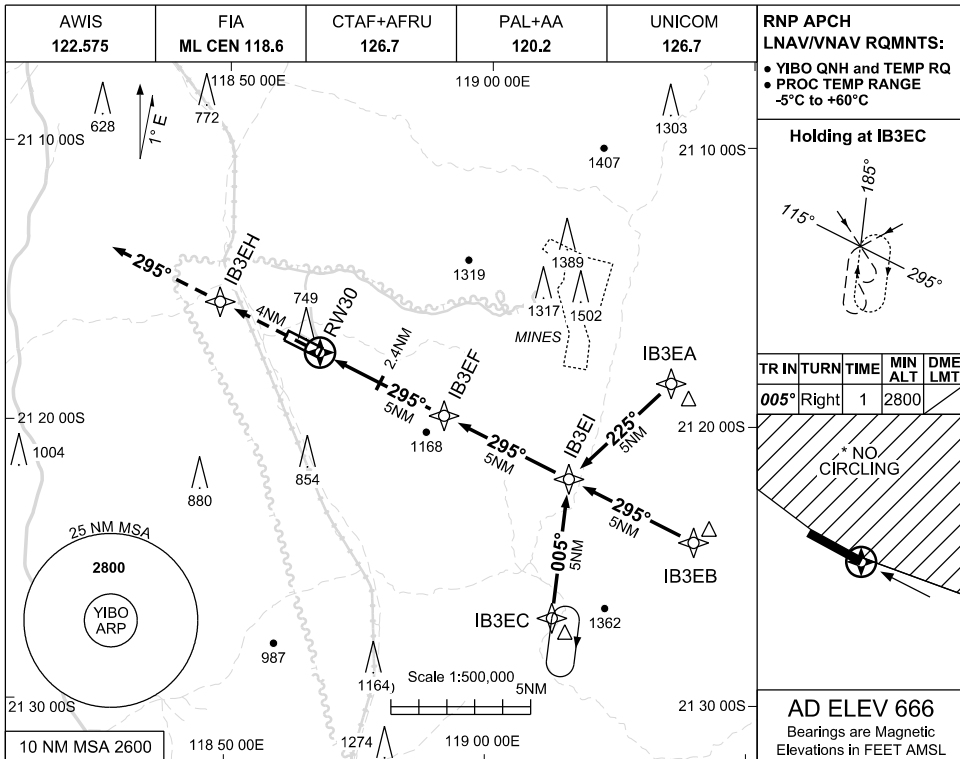 AWIS
122.575
FIA
ML CEN 118.6
CTAF+AFRU
126.7
PAL+AA
120.2
UNICOM
126.7
RNP APCH
LNAV/VNAV RQMNTS:
• YIBO QNH and TEMP RQ
• PROC TEMP RANGE
-5°C to +60°C
118 50 00E
119 00 00E
628
1° E
772
1303
21 10 00S
21 10 00S
1407
Holding at IB3EC
185°
115°
295°
295°
IB3EH
4NM
749
RW30
1319
1389
1317
1502
MINES
2.4NM
IB3EF
295°
5NM
IB3EA
TR IN
TURN
TIME
MIN
ALT
DME
LMT
005°
Right
1
2800
21 20 00S
21 20 00S
1168
295°
5NM
IB3EI
225°
5NM
1004
880
854
295°
5NM
IB3EB
* NO
CIRCLING
25 NM MSA
2800
YIBO
ARP
005°
5NM
IB3EC
1362
987
1164)
Scale 1:500,000
5NM
21 30 00S
21 30 00S
10 NM MSA 2600
118 50 00E
1274
119 00 00E
AD ELEV 666
Bearings are Magnetic
Elevations in FEET AMSL